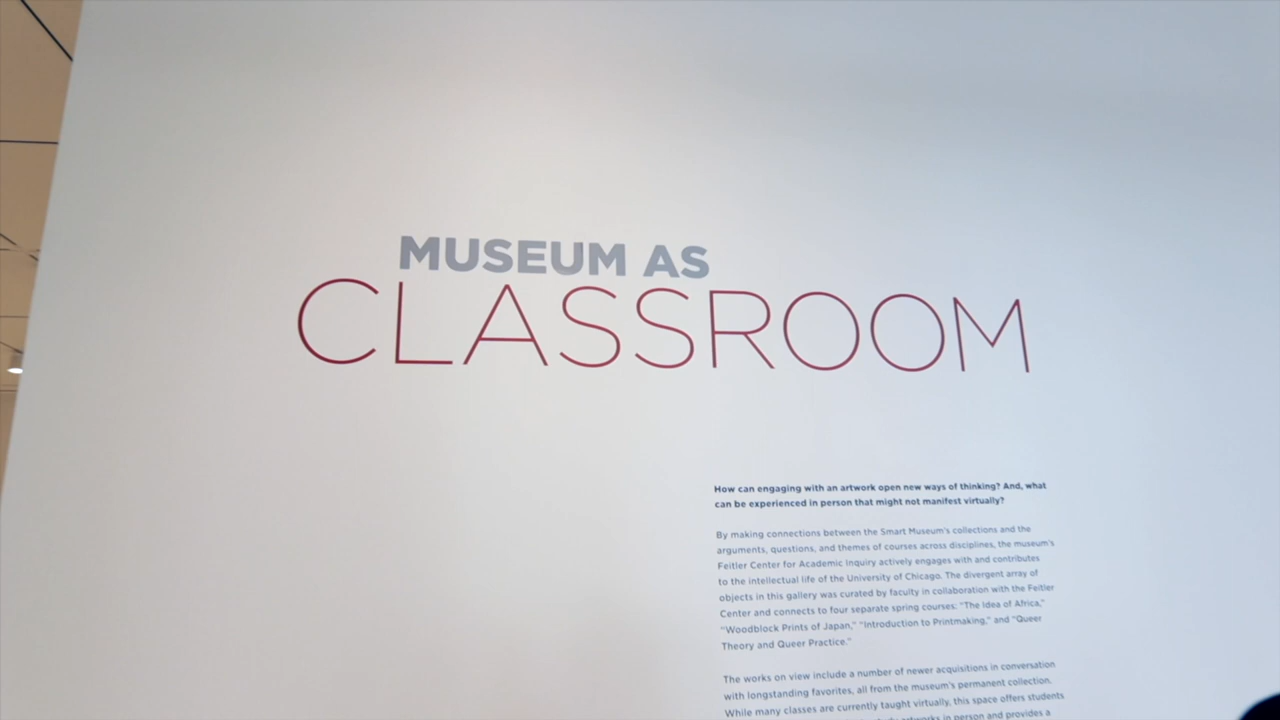 MUSEUM AS
CLASSROOM
How can engaging with an artwork open new ways of thinking? And, what
can be experienced in person that might not manifest virtually?
By making connections between the Smart Museum's collections and the
arguments, questions, and themes of courses across disciplines, the museum's
Feitler Center for Academic Inquiry actively engages with and contributes
to the intellectual life of the University of Chicago. The divergent array of
objects in this gallery was curated by faculty in collaboration with the Feitler
Center and connects to four separate spring courses: "The Idea of Africa,"
"Woodblock Prints of Japan," "Introduction to Printmaking," and "Queer
Theory and Queer Practice."
The works on view include a number of newer acquisitions in conversation
with longstanding favorites, all from the museum's permanent collection.
While many classes are currently taught virtually, this space offers students
artworks in person and provides a